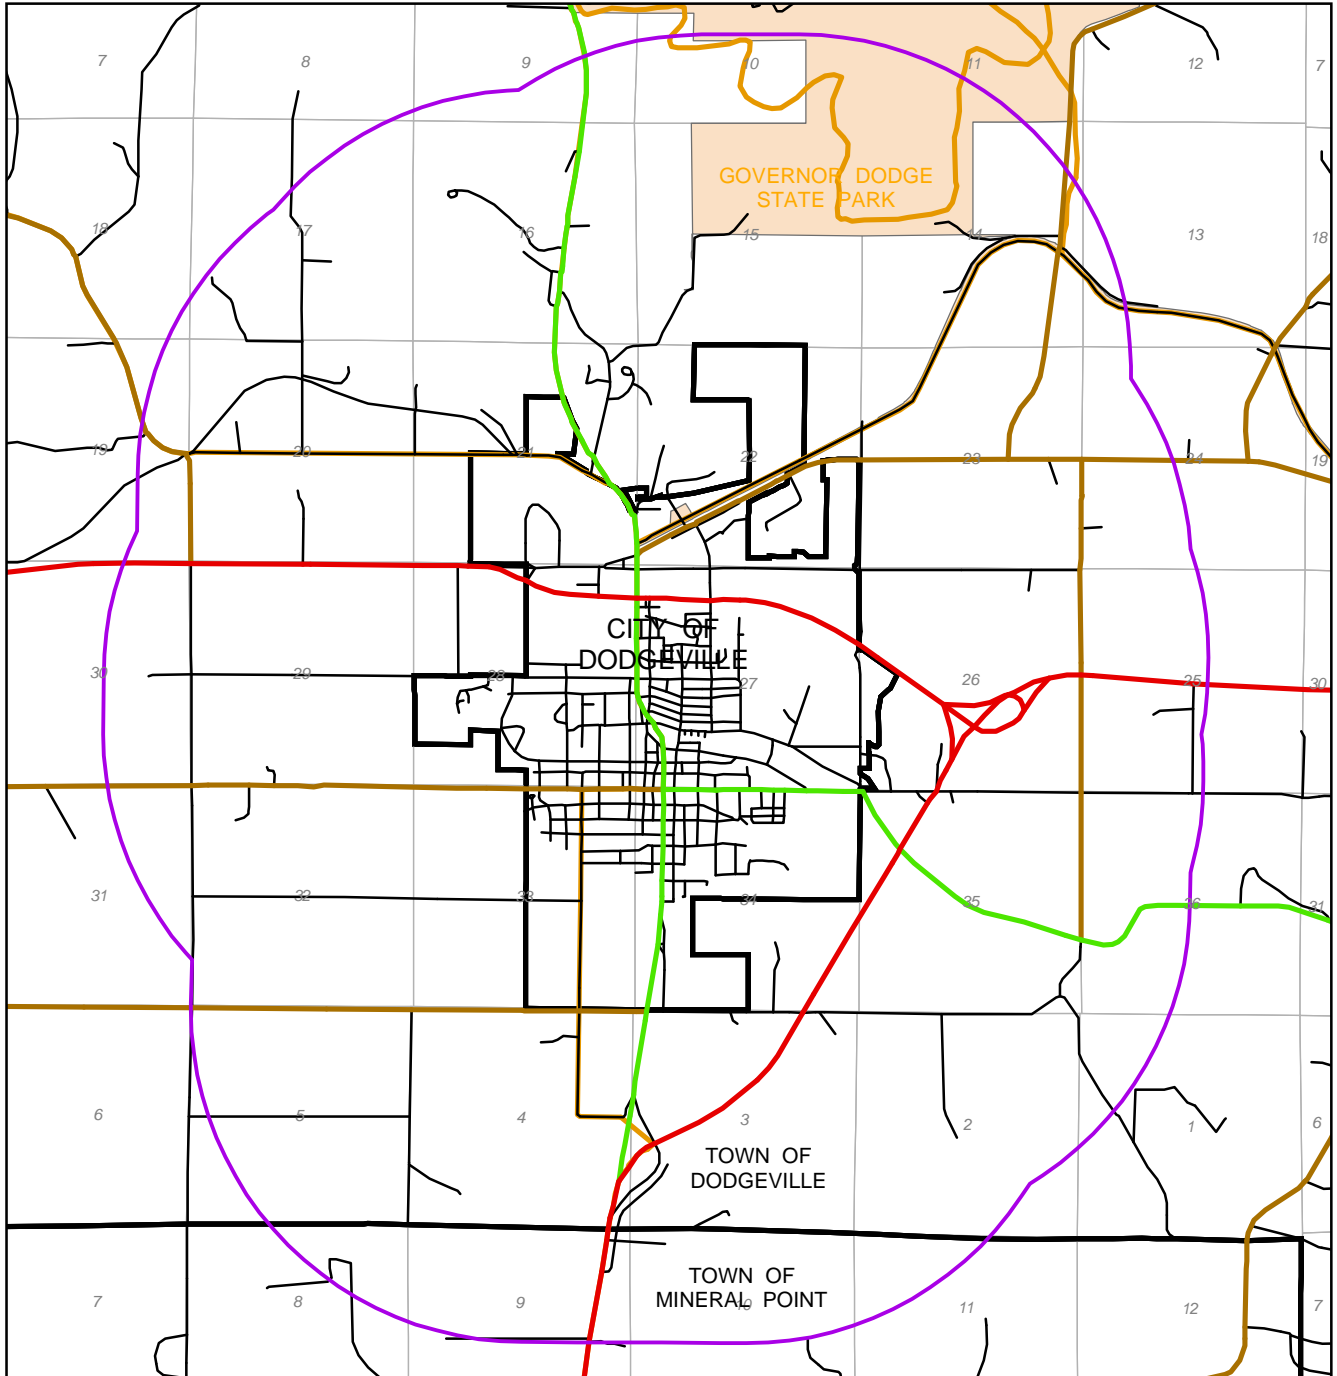 7 8 9 10 11 12 7
GOVERNOR DODGE
STATE PARK
18 17 16 15 14 13 18
19 20 21 22 23 24 19
CITY OF
DODGEVILLE
30 29 28 27 26 25 30
31 32 33 34 35 36 31
6 5 4 3 2 1 6
TOWN OF
DODGEVILLE
TOWN OF
MINERAL POINT
7 8 9 10 11 12 7